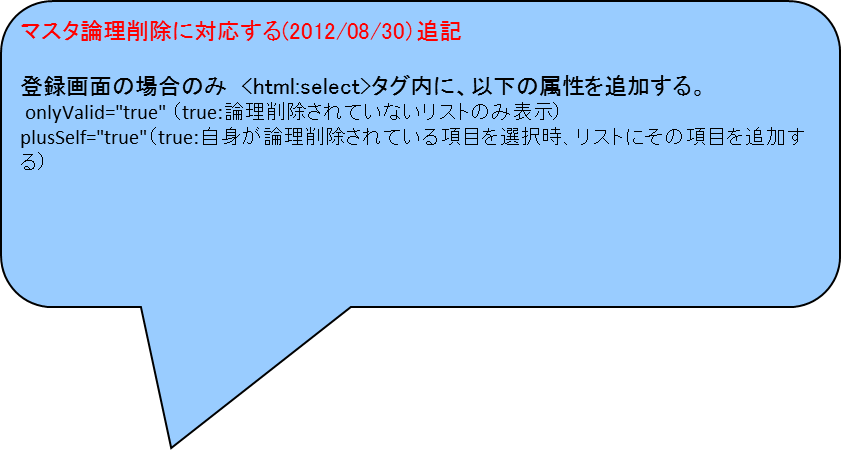 マスタ論理削除に対応する(2012/08/30) 追記
登録画面の場合のみ <html:select>タグ内に、以下の属性を追加する。
onlyValid="true" (true:論理削除されていないリストのみ表示)
plusSelf="true"(true:自身が論理削除されている項目を選択時、リストにその項目を追加す
る)